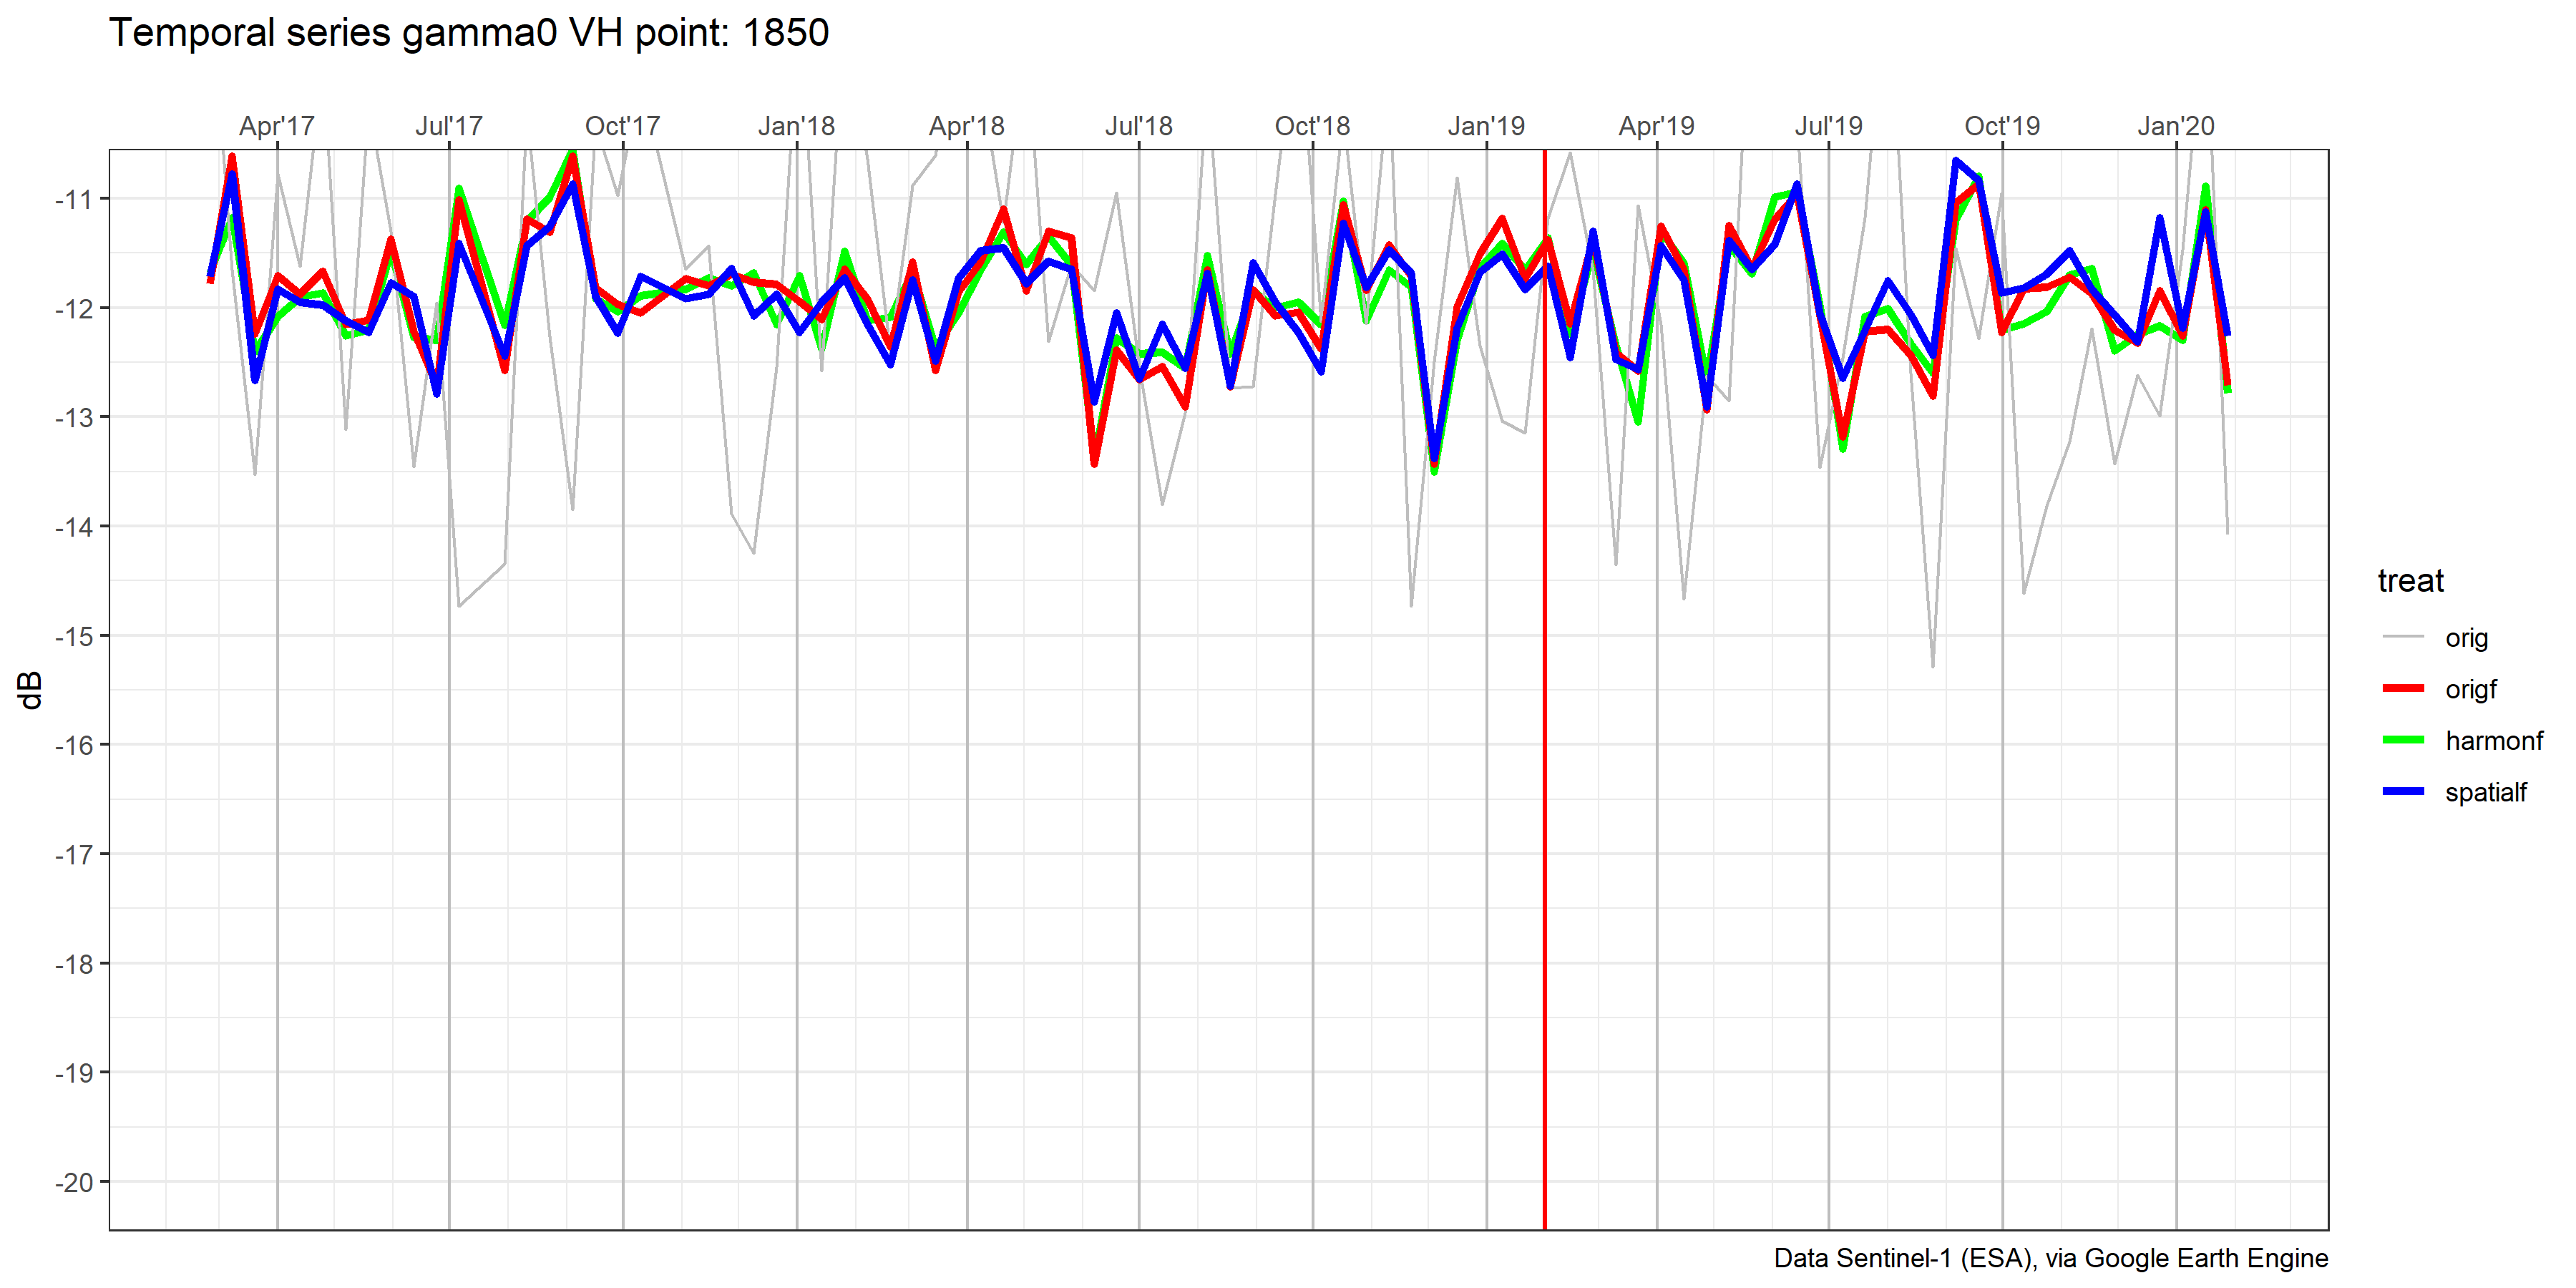 Temporal series gamma0 VH point: 1850
Apr'17 Jul'17 Oct'17 Jan'18 Apr'18 Jul'18 Oct'18 Jan'19 Apr'19 Jul'19 Oct'19 Jan'20
-11
-12
-13
-14
-15
-16
-17
-18
-19
-20
dB
treat
orig
origf
harmonf
spatialf
Data Sentinel-1 (ESA), via Google Earth Engine